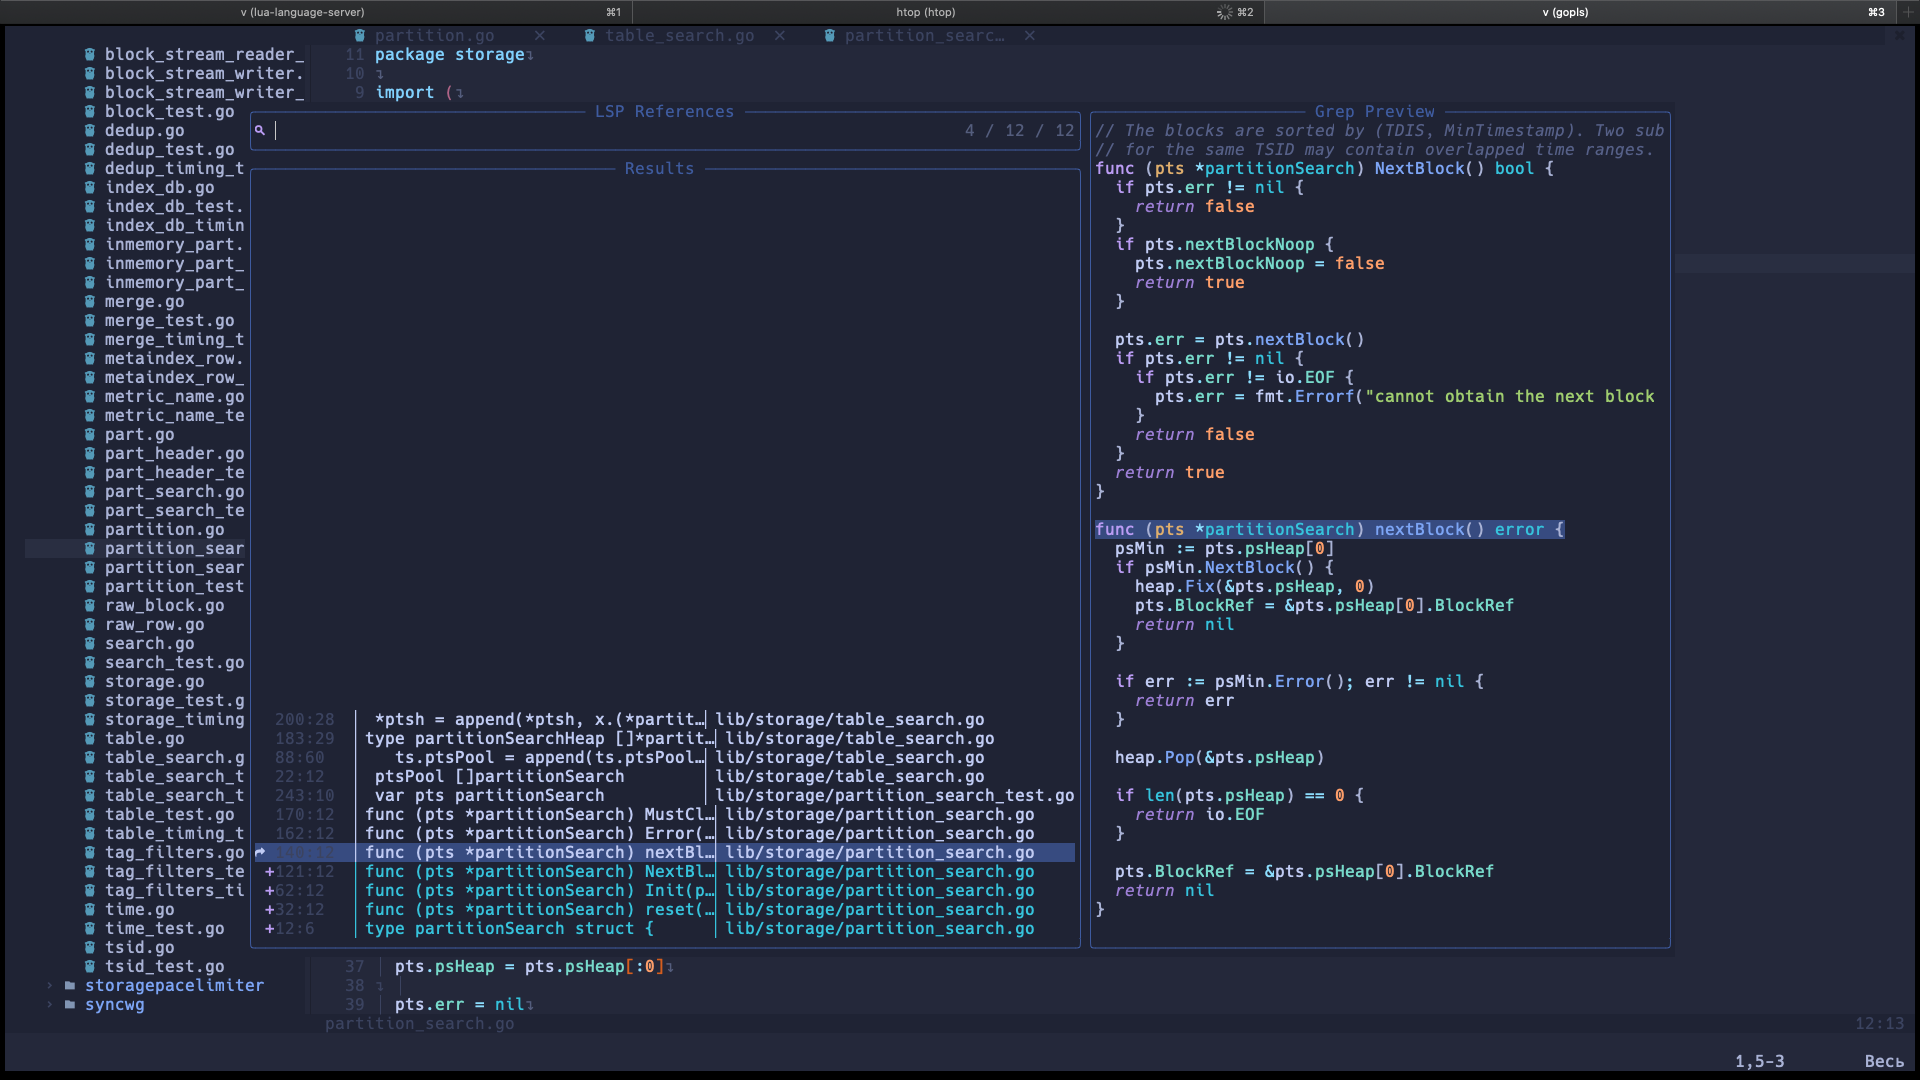 v (lua-language-server) ⌘1 htop (htop) ⌘2 v (gopls) ⌘3
partition.go × table_search.go × partition_searc… ×
block_stream_reader_ 11 package storage
block_stream_writer. 10
block_stream_writer_ 9 import (
block_test.go
dedup.go
dedup_test.go
dedup_timing_t
index_db.go
index_db_test.
index_db_timin
inmemory_part.
inmemory_part_
inmemory_part_
merge.go
merge_test.go
merge_timing_t
metaindex_row.
metaindex_row_
metric_name.go
metric_name_te
part.go
part_header.go
part_header_te
part_search.go
part_search_te
partition.go
partition_sear
partition_sear
partition_test
raw_block.go
raw_row.go
search.go
search_test.go
storage.go
storage_test.g
storage_timing
table.go
table_search.g
table_search_t
table_search_t
table_test.go
table_timing_t
tag_filters.go
tag_filters_te
tag_filters_ti
time.go
time_test.go
tsid.go
tsid_test.go
storagepacelimiter
syncwg
LSP References
4 / 12 / 12
Results
200:28 *ptsh = append(*ptsh, x.(*partit… lib/storage/table_search.go
183:29 type partitionSearchHeap []*partit… lib/storage/table_search.go
88:60 ts.ptsPool = append(ts.ptsPool… lib/storage/table_search.go
22:12 ptsPool []partitionSearch lib/storage/table_search.go
243:10 var pts partitionSearch lib/storage/partition_search_test.go
170:12 func (pts *partitionSearch) MustCl… lib/storage/partition_search.go
162:12 func (pts *partitionSearch) Error(… lib/storage/partition_search.go
140:12 func (pts *partitionSearch) nextBl… lib/storage/partition_search.go
+121:12 func (pts *partitionSearch) NextBl… lib/storage/partition_search.go
+62:12 func (pts *partitionSearch) Init(p… lib/storage/partition_search.go
+32:12 func (pts *partitionSearch) reset(… lib/storage/partition_search.go
+12:6 type partitionSearch struct { lib/storage/partition_search.go
Grep Preview
// The blocks are sorted by (TDIS, MinTimestamp). Two sub
// for the same TSID may contain overlapped time ranges.
func (pts *partitionSearch) NextBlock() bool {
if pts.err != nil {
return false
}
if pts.nextBlockNoop {
pts.nextBlockNoop = false
return true
}
pts.err = pts.nextBlock()
if pts.err != nil {
if pts.err != io.EOF {
pts.err = fmt.Errorf("cannot obtain the next block
}
return false
}
return true
}
func (pts *partitionSearch) nextBlock() error {
psMin := pts.psHeap[0]
if psMin.NextBlock() {
heap.Fix(&pts.psHeap, 0)
pts.BlockRef = &pts.psHeap[0].BlockRef
return nil
}
if err := psMin.Error(); err != nil {
return err
}
heap.Pop(&pts.psHeap)
if len(pts.psHeap) == 0 {
return io.EOF
}
pts.BlockRef = &pts.psHeap[0].BlockRef
return nil
}
37 pts.psHeap = pts.psHeap[:0]
38
39 pts.err = nil
partition_search.go 12:13
1,5-3 Весь